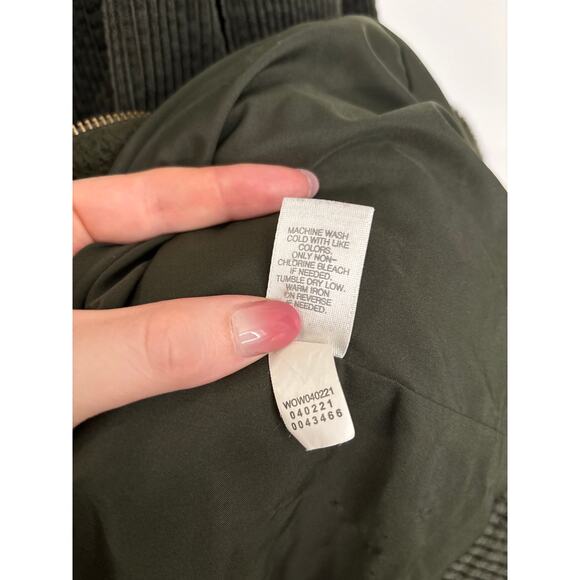 MACHINE WASH
COLD WITH LIKE
COLORS.
ONLY NON-
CHLORINE BLEACH
IF NEEDED.
TUMBLE DRY LOW.
WARM IRON
ON REVERSE
IF NEEDED.
WOW040221
040221
0043466